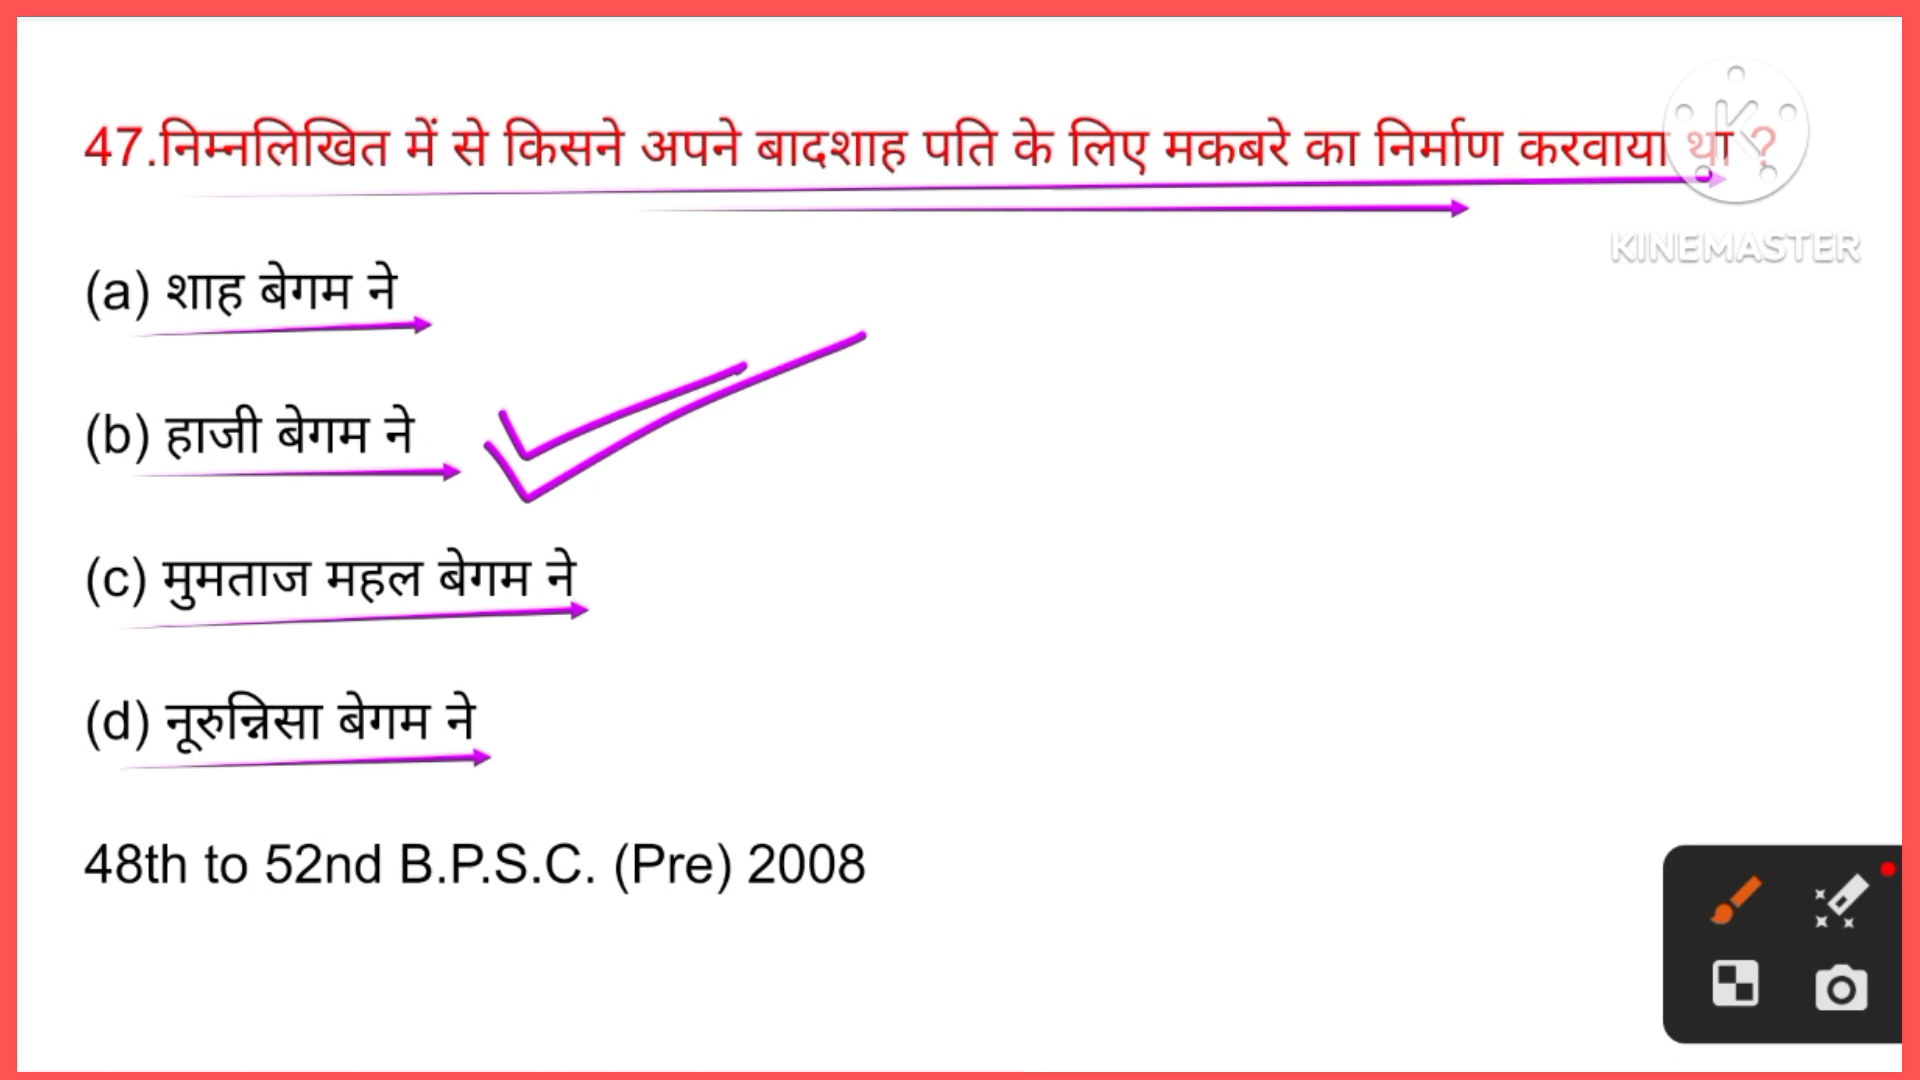 47.निम्नलिखित में से किसने अपने बादशाह पति के लिए मकबरे का निर्माण करवाया था ?
KINEMASTER
(a) शाह बेगम ने
(b) हाजी बेगम ने
(c) मुमताज महल बेगम ने
(d) नूरुन्निसा बेगम ने
48th to 52nd B.P.S.C. (Pre) 2008